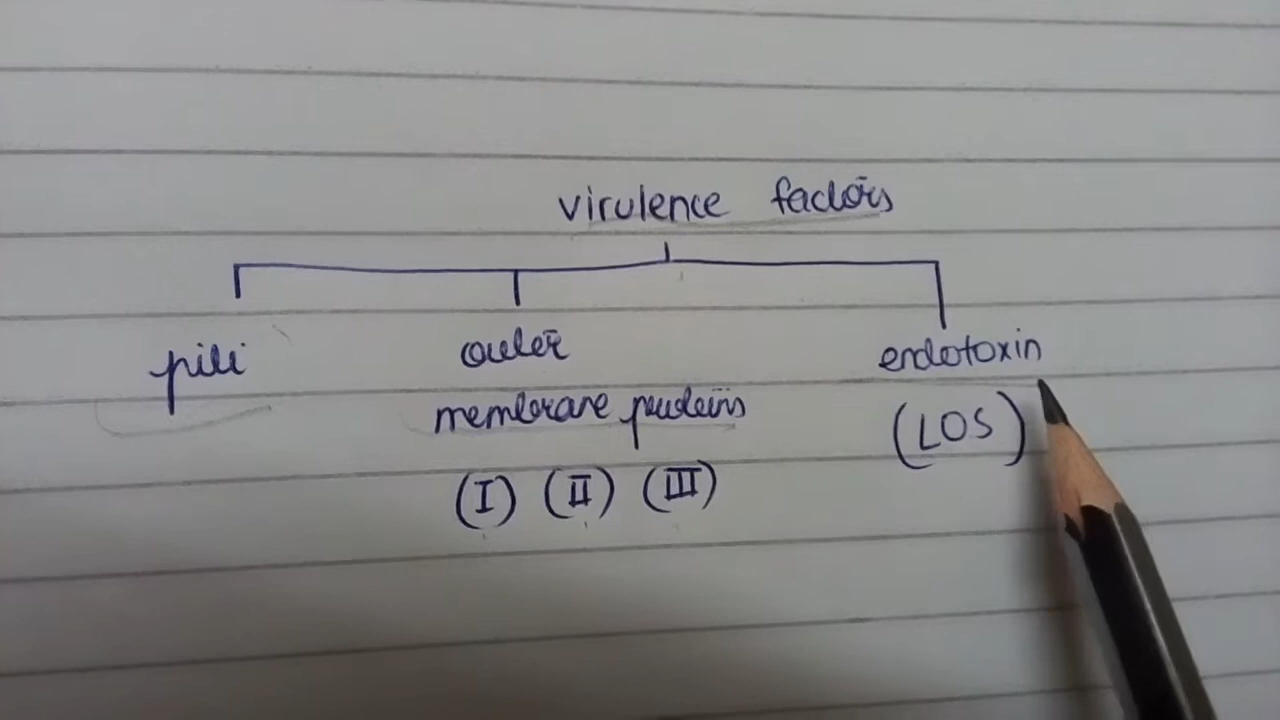 virulence factors
pili
outer
membrane proteins
(I) (II) (III)
endotoxin
(LOS)